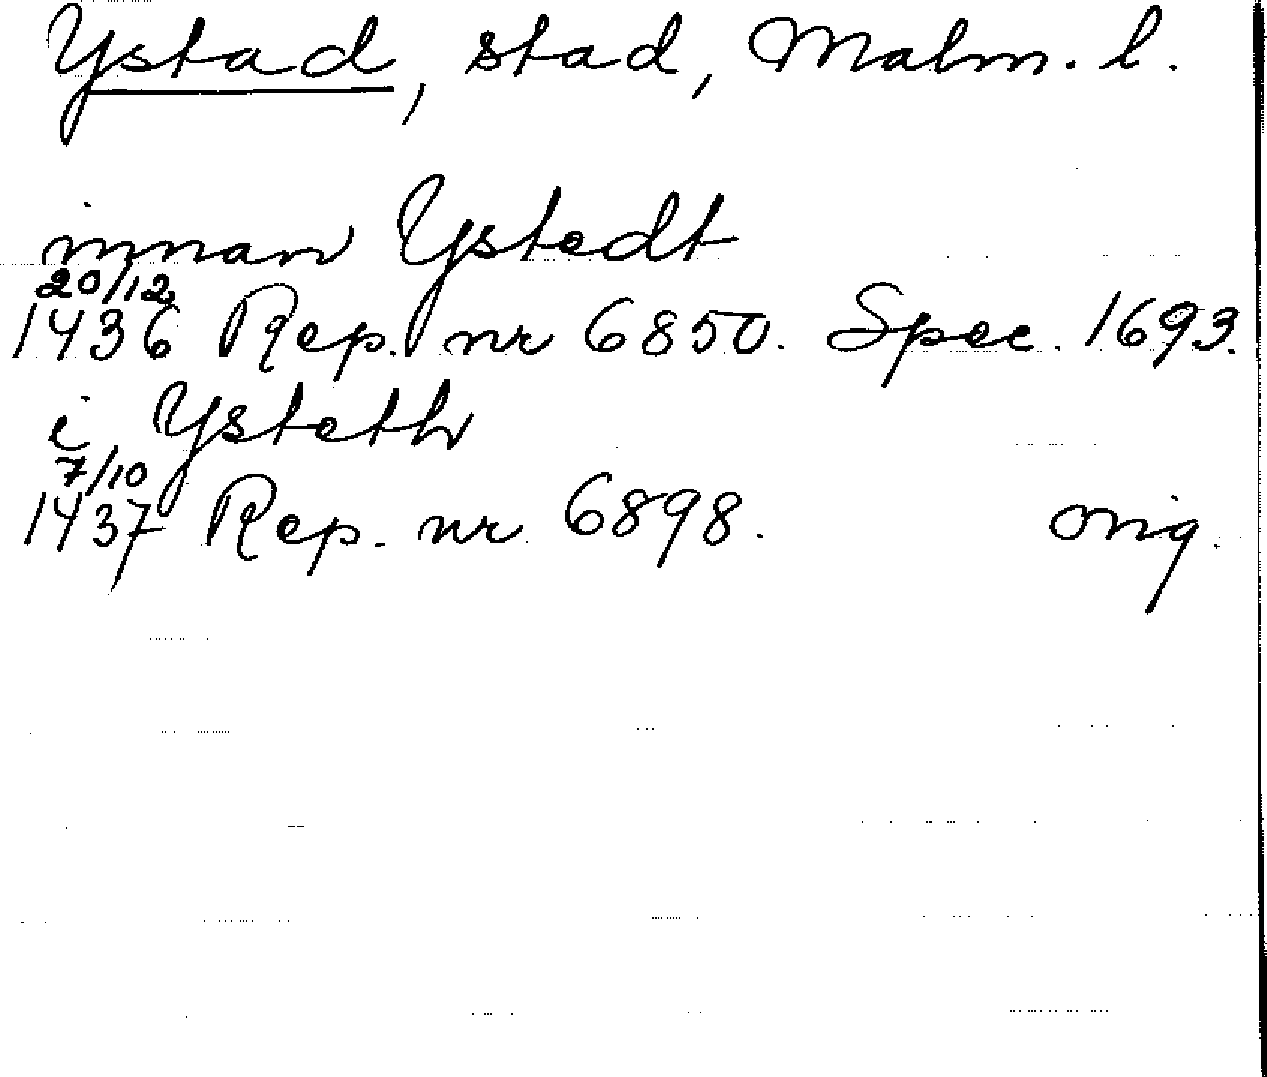 Ystad, stad, Malm. l.
innan Ystedt
20/12
1436 Rep. nr 6850. Spec. 1693.
i Ysteth
7/10
1437 Rep. nr 6898. Orig.